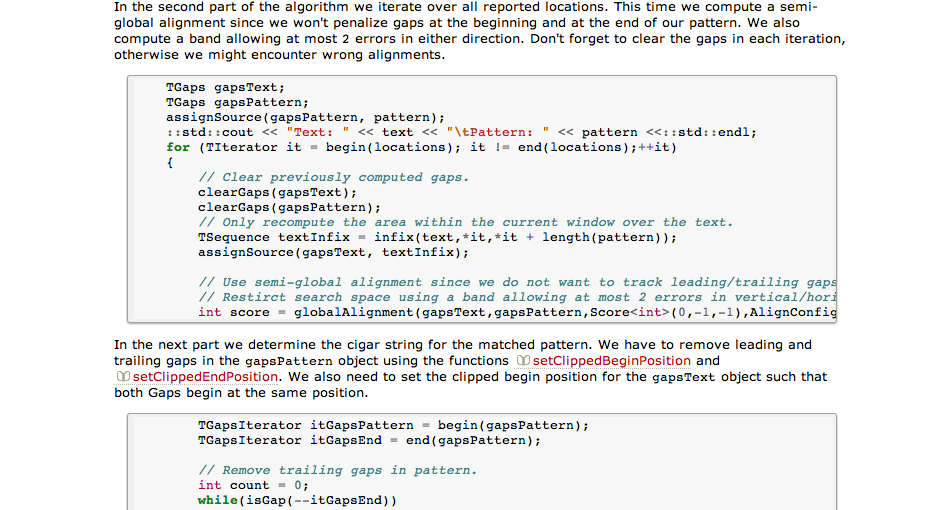 In the second part of the algorithm we iterate over all reported locations. This time we compute a semi-
global alignment since we won't penalize gaps at the beginning and at the end of our pattern. We also
compute a band allowing at most 2 errors in either direction. Don't forget to clear the gaps in each iteration,
otherwise we might encounter wrong alignments.
TGaps gapsText;
TGaps gapsPattern;
assignSource(gapsPattern, pattern);
::std::cout << "Text: " << text << "\tPattern: " << pattern <<::std::endl;
for (TIterator it = begin(locations); it != end(locations);++it)
{
// Clear previously computed gaps.
clearGaps(gapsText);
clearGaps(gapsPattern);
// Only recompute the area within the current window over the text.
TSequence textInfix = infix(text,*it,*it + length(pattern));
assignSource(gapsText, textInfix);
// Use semi-global alignment since we do not want to track leading/trailing gaps
// Restirct search space using a band allowing at most 2 errors in vertical/hori
int score = globalAlignment(gapsText,gapsPattern,Score<int>(0,-1,-1),AlignConfig
In the next part we determine the cigar string for the matched pattern. We have to remove leading and
trailing gaps in the gapsPattern object using the functions setClippedBeginPosition and
setClippedEndPosition. We also need to set the clipped begin position for the gapsText object such that
both Gaps begin at the same position.
TGapsIterator itGapsPattern = begin(gapsPattern);
TGapsIterator itGapsEnd = end(gapsPattern);
// Remove trailing gaps in pattern.
int count = 0;
while(isGap(--itGapsEnd))